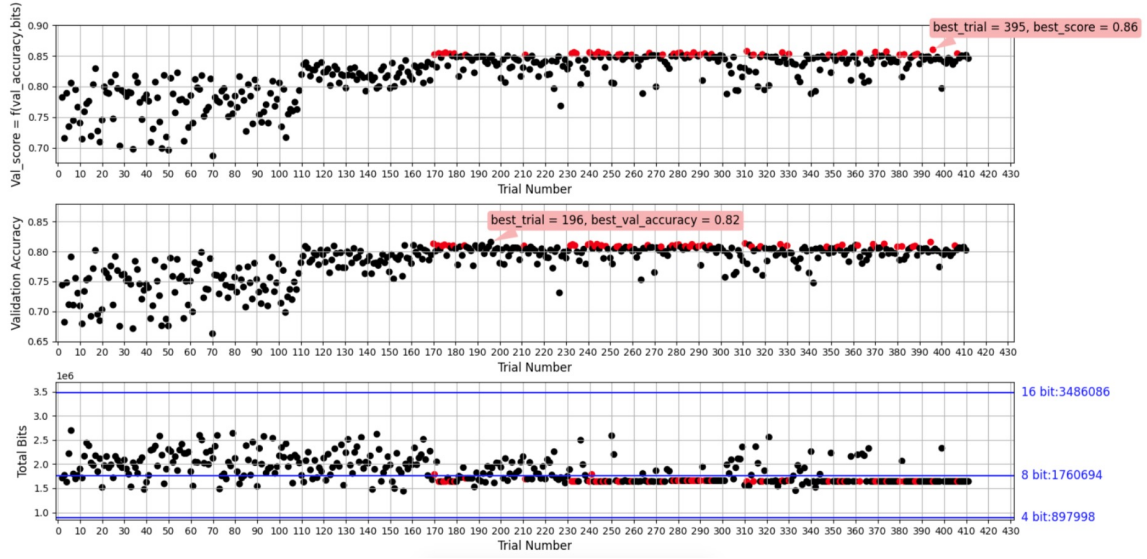 best_trial = 395, best_score = 0.86
Val_score = f(val_accuracy,bits)
0.90
0.85
0.80
0.75
0.70
0 10 20 30 40 50 60 70 80 90 100 110 120 130 140 150 160 170 180 190 200 210 220 230 240 250 260 270 280 290 300 310 320 330 340 350 360 370 380 390 400 410 420 430
Trial Number
best_trial = 196, best_val_accuracy = 0.82
Validation Accuracy
0.85
0.80
0.75
0.70
0.65
0 10 20 30 40 50 60 70 80 90 100 110 120 130 140 150 160 170 180 190 200 210 220 230 240 250 260 270 280 290 300 310 320 330 340 350 360 370 380 390 400 410 420 430
Trial Number
1e6
Total Bits
3.5
3.0
2.5
2.0
1.5
1.0
16 bit:3486086
8 bit:1760694
4 bit:897998
0 10 20 30 40 50 60 70 80 90 100 110 120 130 140 150 160 170 180 190 200 210 220 230 240 250 260 270 280 290 300 310 320 330 340 350 360 370 380 390 400 410 420 430
Trial Number